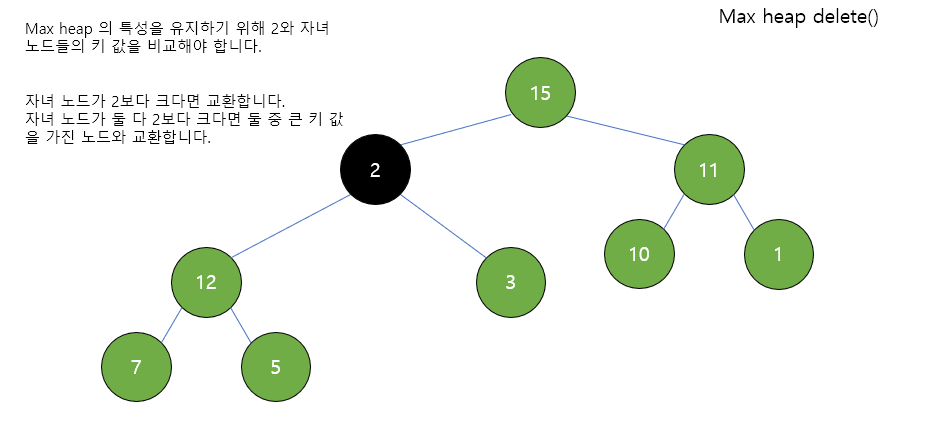 Max heap delete()
Max heap 의 특성을 유지하기 위해 2와 자녀
노드들의 키 값을 비교해야 합니다.
자녀 노드가 2보다 크다면 교환합니다.
자녀 노드가 둘 다 2보다 크다면 둘 중 큰 키 값
을 가진 노드와 교환합니다.
15
2
11
12
3
10
1
7
5